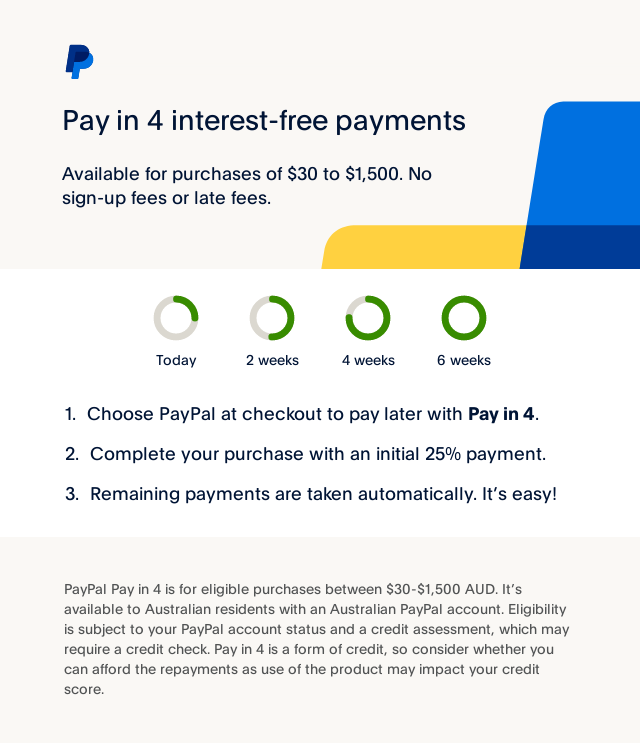 Pay in 4 interest-free payments
Available for purchases of $30 to $1,500. No
sign-up fees or late fees.
Today 2 weeks 4 weeks 6 weeks
1. Choose PayPal at checkout to pay later with Pay in 4.
2. Complete your purchase with an initial 25% payment.
3. Remaining payments are taken automatically. It’s easy!
PayPal Pay in 4 is for eligible purchases between $30-$1,500 AUD. It’s
available to Australian residents with an Australian PayPal account. Eligibility
is subject to your PayPal account status and a credit assessment, which may
require a credit check. Pay in 4 is a form of credit, so consider whether you
can afford the repayments as use of the product may impact your credit
score.